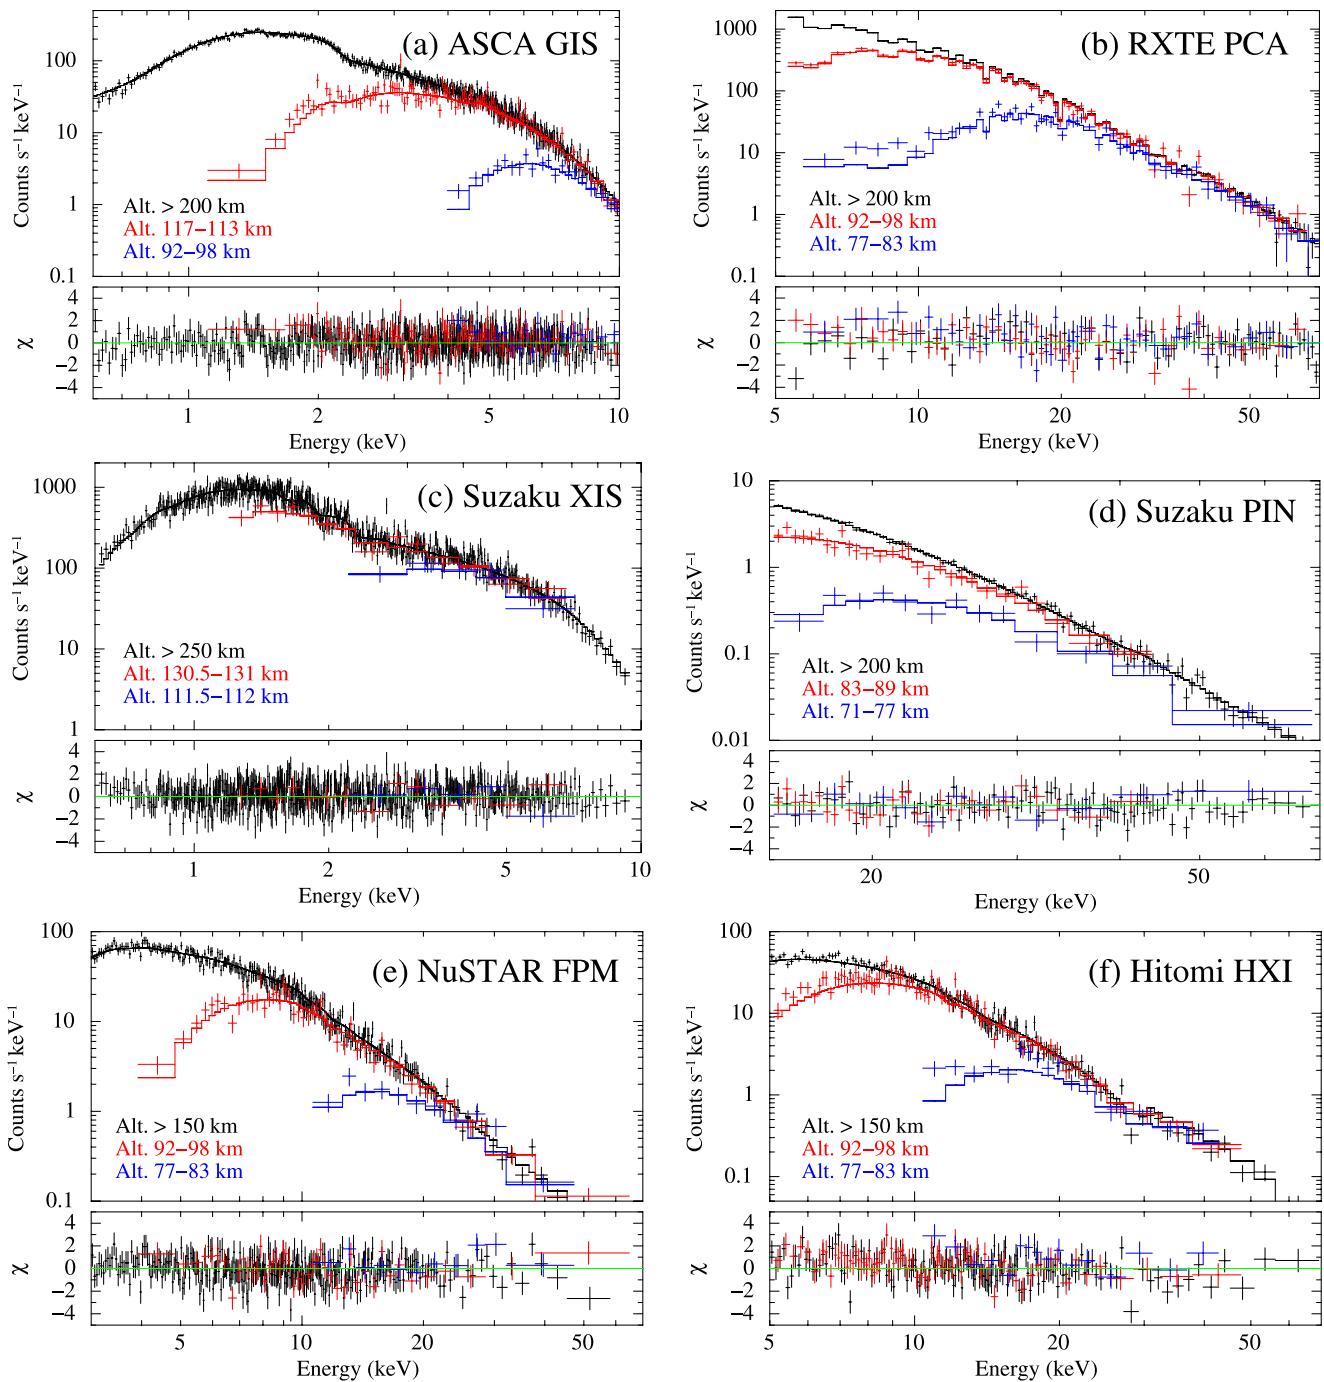 (a) ASCA GIS
Counts s⁻¹ keV⁻¹
100
10
1
0.1
Alt. > 200 km
Alt. 117−113 km
Alt. 92−98 km
χ
4
2
0
−2
−4
1
2
5
10
Energy (keV)
(b) RXTE PCA
Counts s⁻¹ keV⁻¹
1000
100
10
1
0.1
Alt. > 200 km
Alt. 92−98 km
Alt. 77−83 km
χ
4
2
0
−2
−4
5
10
20
50
Energy (keV)
(c) Suzaku XIS
Counts s⁻¹ keV⁻¹
1000
100
10
1
Alt. > 250 km
Alt. 130.5−131 km
Alt. 111.5−112 km
χ
4
2
0
−2
−4
1
2
5
10
Energy (keV)
(d) Suzaku PIN
Counts s⁻¹ keV⁻¹
10
1
0.1
0.01
Alt. > 200 km
Alt. 83−89 km
Alt. 71−77 km
χ
4
2
0
−2
−4
20
50
Energy (keV)
(e) NuSTAR FPM
Counts s⁻¹ keV⁻¹
100
10
1
0.1
Alt. > 150 km
Alt. 92−98 km
Alt. 77−83 km
χ
4
2
0
−2
−4
5
10
20
50
Energy (keV)
(f) Hitomi HXI
Counts s⁻¹ keV⁻¹
100
10
1
0.1
Alt. > 150 km
Alt. 92−98 km
Alt. 77−83 km
χ
4
2
0
−2
−4
5
10
20
50
Energy (keV)